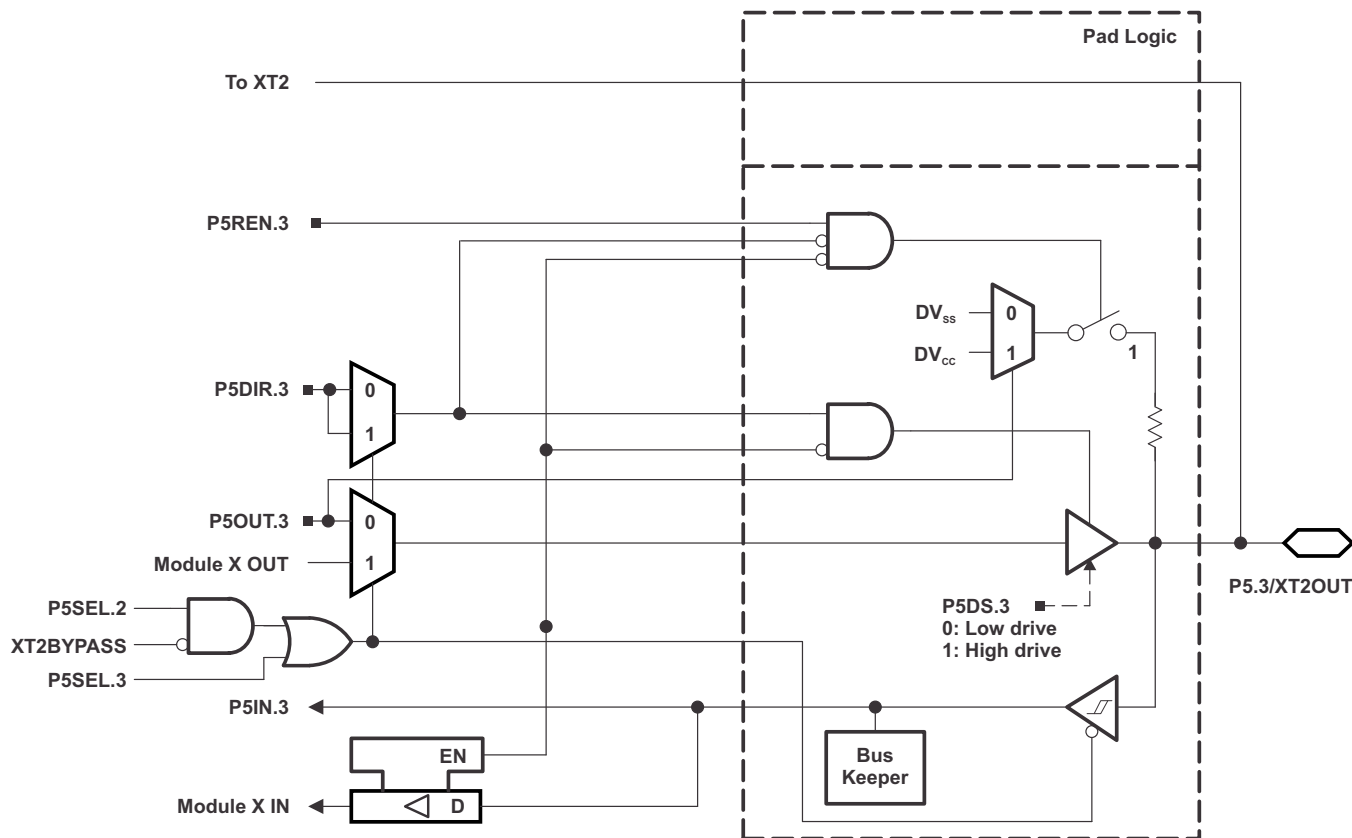 Pad Logic
To XT2
P5REN.3
DVSS
0
DVCC
1
1
P5DIR.3
0
1
P5OUT.3
0
Module X OUT
1
P5SEL.2
XT2BYPASS
P5SEL.3
P5DS.3
0: Low drive
1: High drive
P5.3/XT2OUT
P5IN.3
EN
Bus
Keeper
Module X IN
D